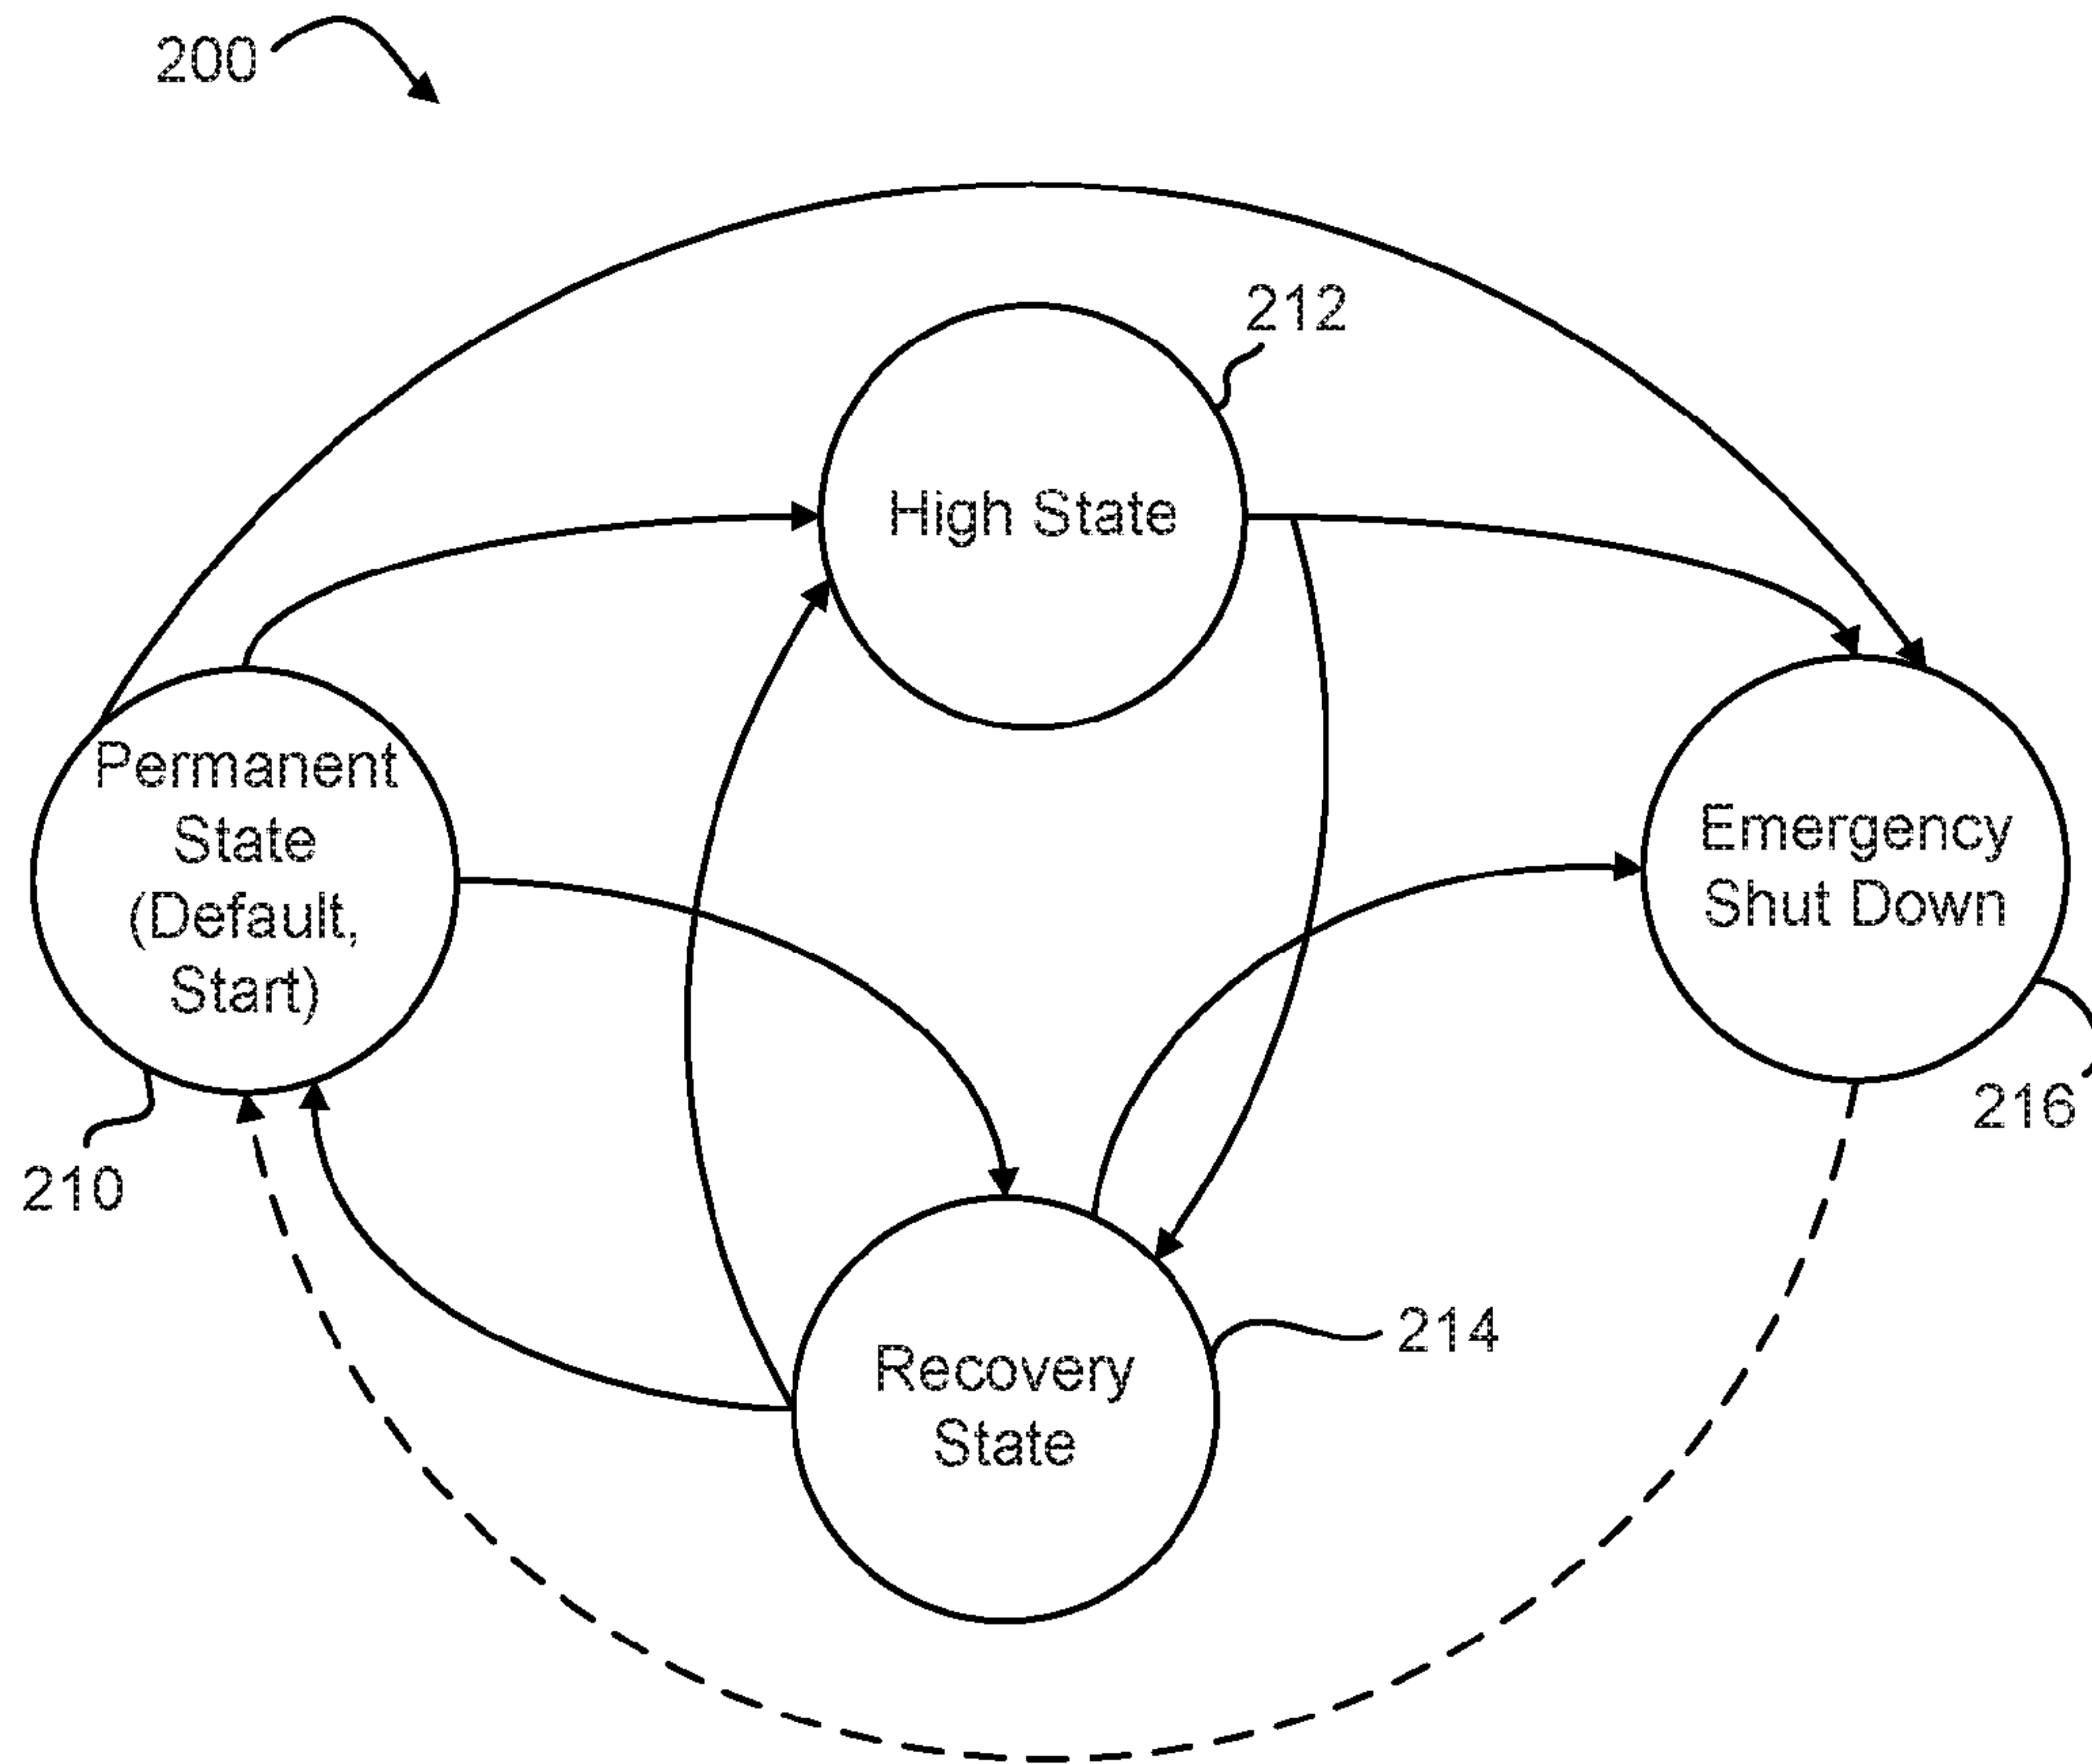 200
212
High State
Permanent
State
(Default,
Start)
Emergency
Shut Down
216
210
214
Recovery
State